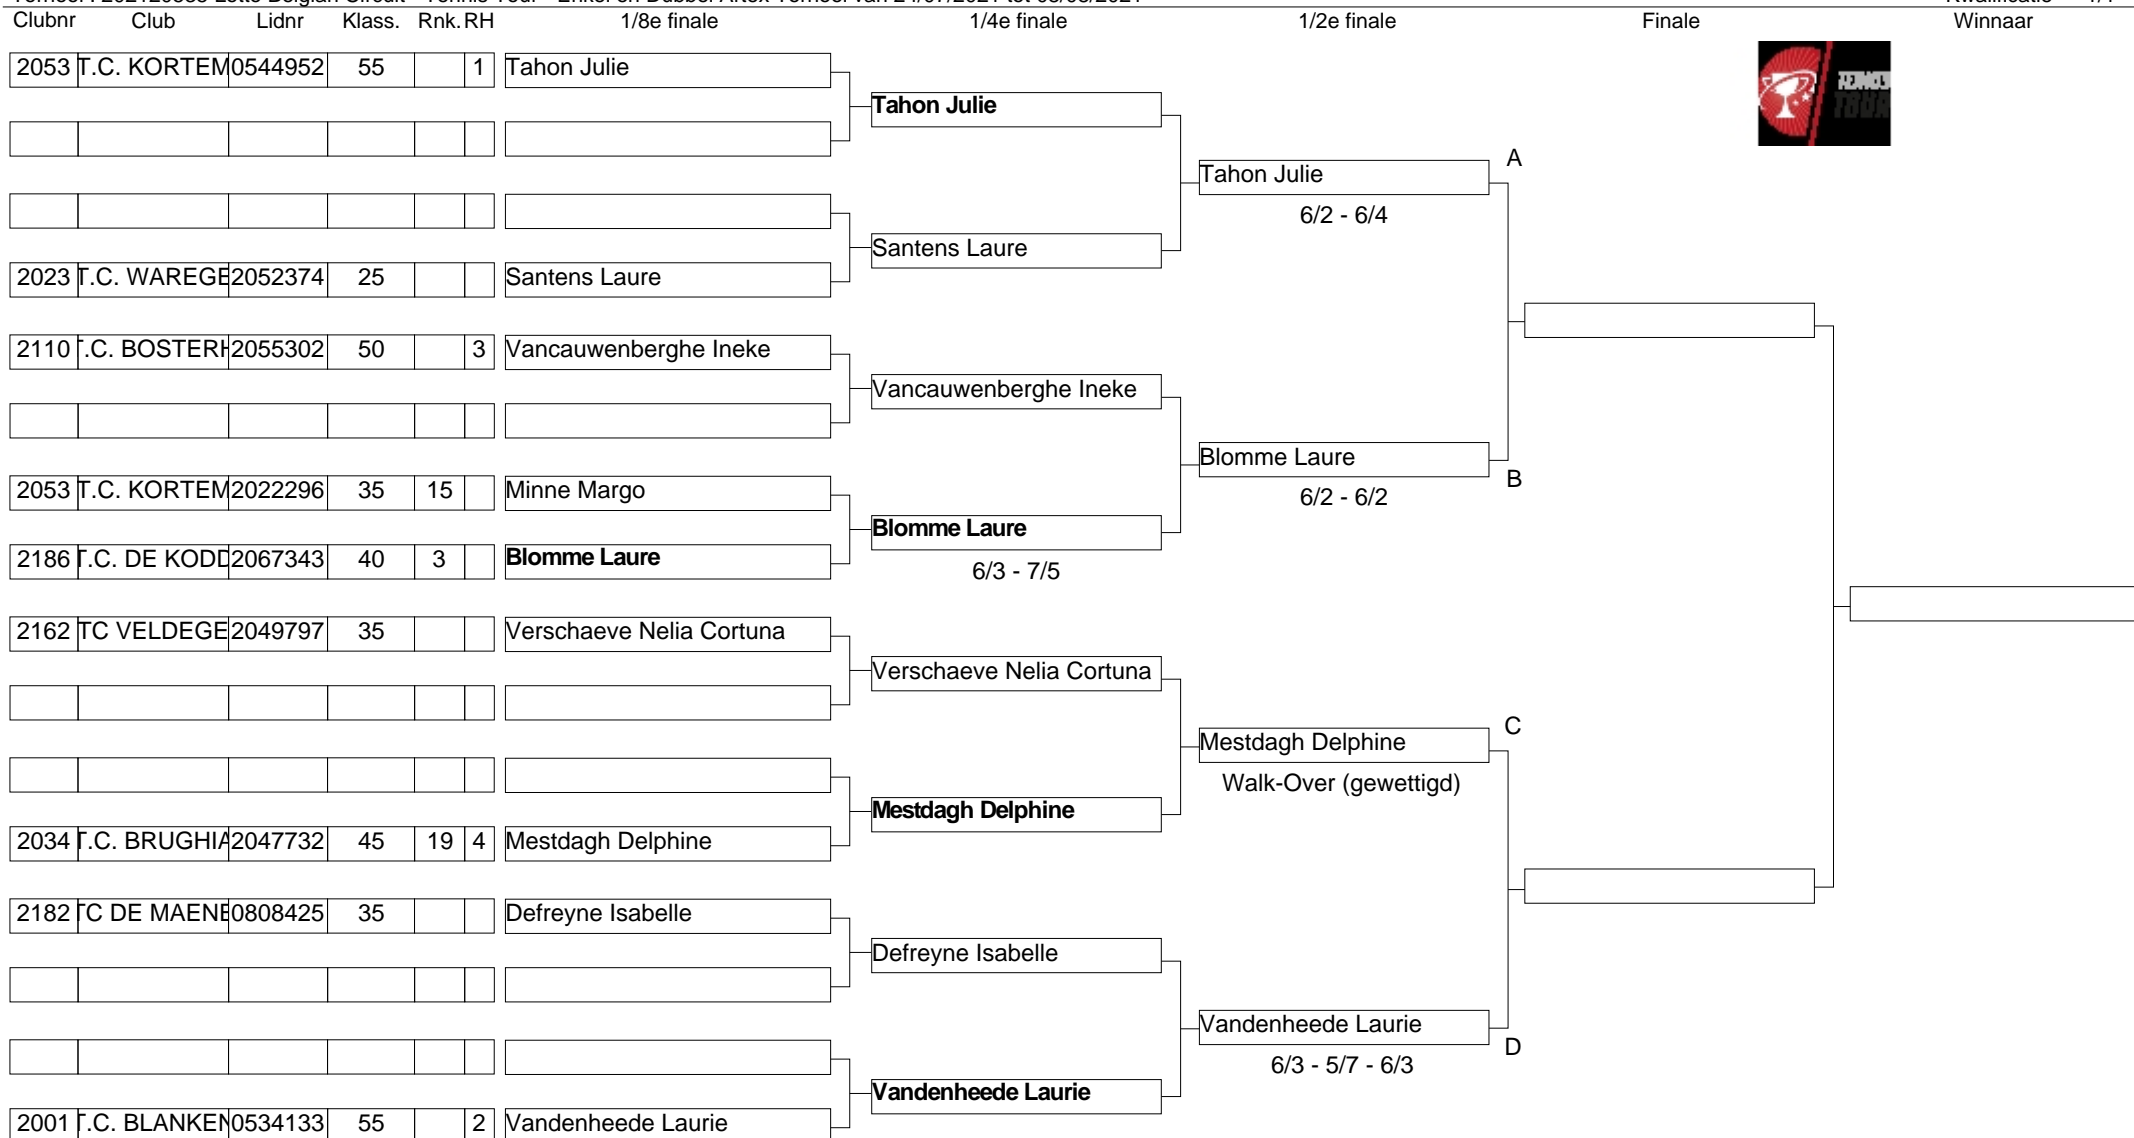 Clubnr Club Lidnr Klass. Rnk. RH 1/8e finale 1/4e finale 1/2e finale Finale Winnaar
2053 T.C. KORTEM 0544952 55 1 Tahon Julie
Tahon Julie
A
Tahon Julie
6/2 - 6/4
Santens Laure
2023 T.C. WAREGE 2052374 25 Santens Laure
2110 T.C. BOSTERH 2055302 50 3 Vancauwenberghe Ineke
Vancauwenberghe Ineke
Blomme Laure
B
6/2 - 6/2
2053 T.C. KORTEM 2022296 35 15 Minne Margo
Blomme Laure
2186 T.C. DE KODD 2067343 40 3 Blomme Laure
6/3 - 7/5
2162 TC VELDEGE 2049797 35 Verschaeve Nelia Cortuna
Verschaeve Nelia Cortuna
C
Mestdagh Delphine
Walk-Over (gewettigd)
Mestdagh Delphine
2034 T.C. BRUGHIA 2047732 45 19 4 Mestdagh Delphine
2182 TC DE MAENE 0808425 35 Defreyne Isabelle
Defreyne Isabelle
Vandenheede Laurie
D
6/3 - 5/7 - 6/3
Vandenheede Laurie
2001 T.C. BLANKEN 0534133 55 2 Vandenheede Laurie